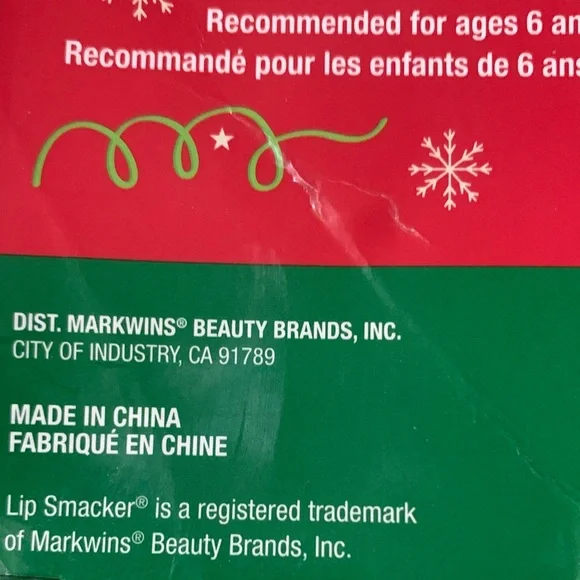 Recommended for ages 6 
Recommandé pour les enfants de 6 ans
DIST. MARKWINS® BEAUTY BRANDS, INC.
CITY OF INDUSTRY, CA 91789
MADE IN CHINA
FABRIQUÉ EN CHINE
Lip Smacker® is a registered trademark
of Markwins® Beauty Brands, Inc.